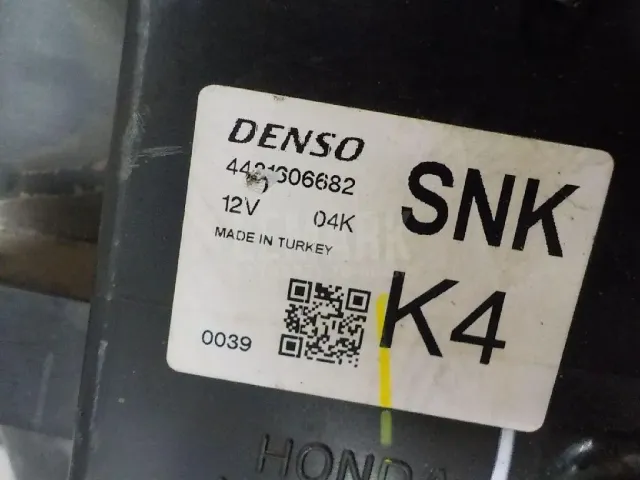 DENSO
SNK
12V 04K
MADE IN TURKEY
K4
0039
HONDA